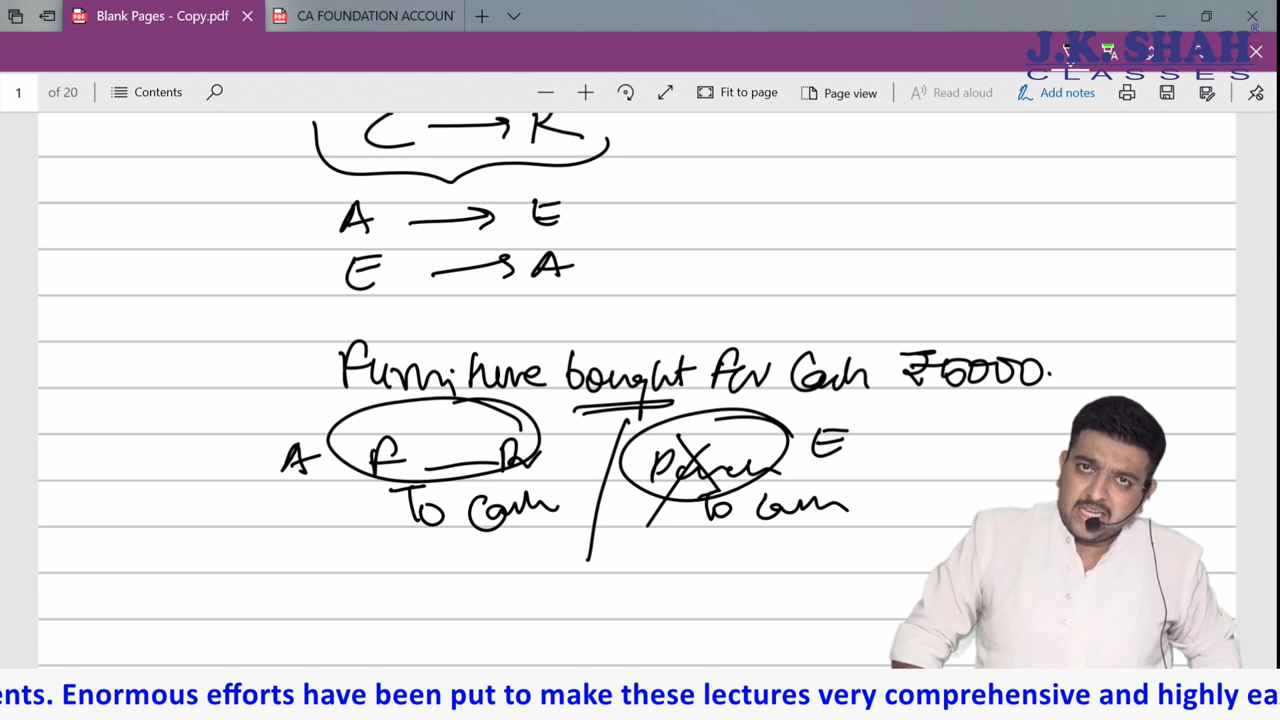 Blank Pages - Copy.pdf
CA FOUNDATION ACCOUNT
J.K. SHAH®
CLASSES
1 of 20 Contents Fit to page Page view Read aloud Add notes
C → R
A → E
E → A
Furniture bought for Cash ₹5000.
A F — Dr E
To Cash To Cash
ents. Enormous efforts have been put to make these lectures very comprehensive and highly ea